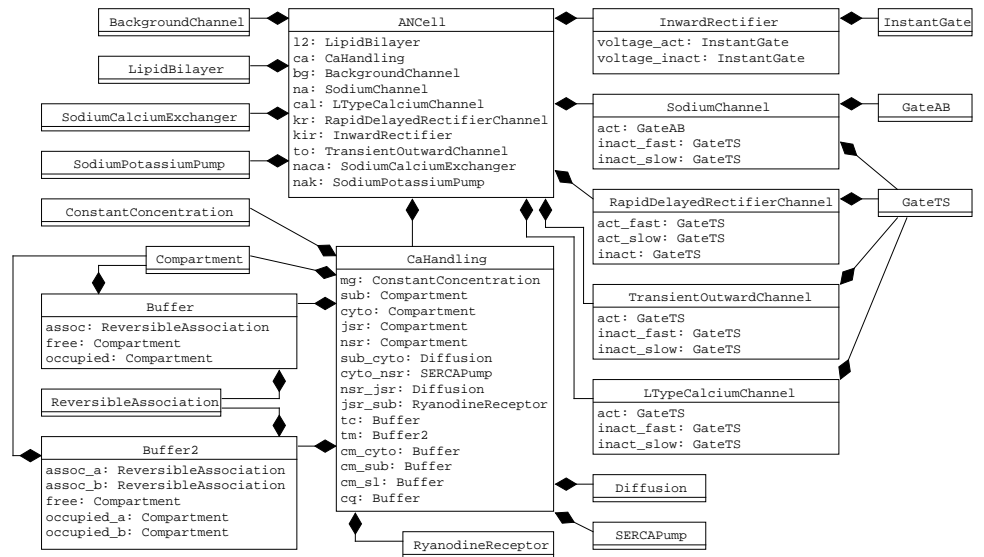 BackgroundChannel
LipidBilayer
SodiumCalciumExchanger
SodiumPotassiumPump
ConstantConcentration
Compartment
Buffer
assoc: ReversibleAssociation
free: Compartment
occupied: Compartment
ReversibleAssociation
Buffer2
assoc_a: ReversibleAssociation
assoc_b: ReversibleAssociation
free: Compartment
occupied_a: Compartment
occupied_b: Compartment
ANCell
l2: LipidBilayer
ca: CaHandling
bg: BackgroundChannel
na: SodiumChannel
cal: LTypeCalciumChannel
kr: RapidDelayedRectifierChannel
kir: InwardRectifier
to: TransientOutwardChannel
naca: SodiumCalciumExchanger
nak: SodiumPotassiumPump
CaHandling
mg: ConstantConcentration
sub: Compartment
cyto: Compartment
jsr: Compartment
nsr: Compartment
sub_cyto: Diffusion
cyto_nsr: SERCAPump
nsr_jsr: Diffusion
jsr_sub: RyanodineReceptor
tc: Buffer
tm: Buffer2
cm_cyto: Buffer
cm_sub: Buffer
cm_sl: Buffer
cq: Buffer
RyanodineReceptor
InwardRectifier
voltage_act: InstantGate
voltage_inact: InstantGate
SodiumChannel
act: GateAB
inact_fast: GateTS
inact_slow: GateTS
RapidDelayedRectifierChannel
act_fast: GateTS
act_slow: GateTS
inact: GateTS
TransientOutwardChannel
act: GateTS
inact_fast: GateTS
inact_slow: GateTS
LTypeCalciumChannel
act: GateTS
inact_fast: GateTS
inact_slow: GateTS
Diffusion
SERCAPump
InstantGate
GateAB
GateTS